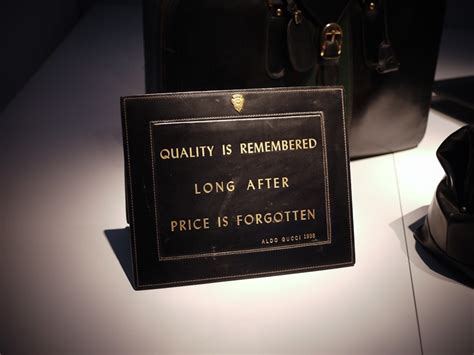 QUALITY IS REMEMBERED
LONG AFTER
PRICE IS FORGOTTEN
ALDO GUCCI 1938